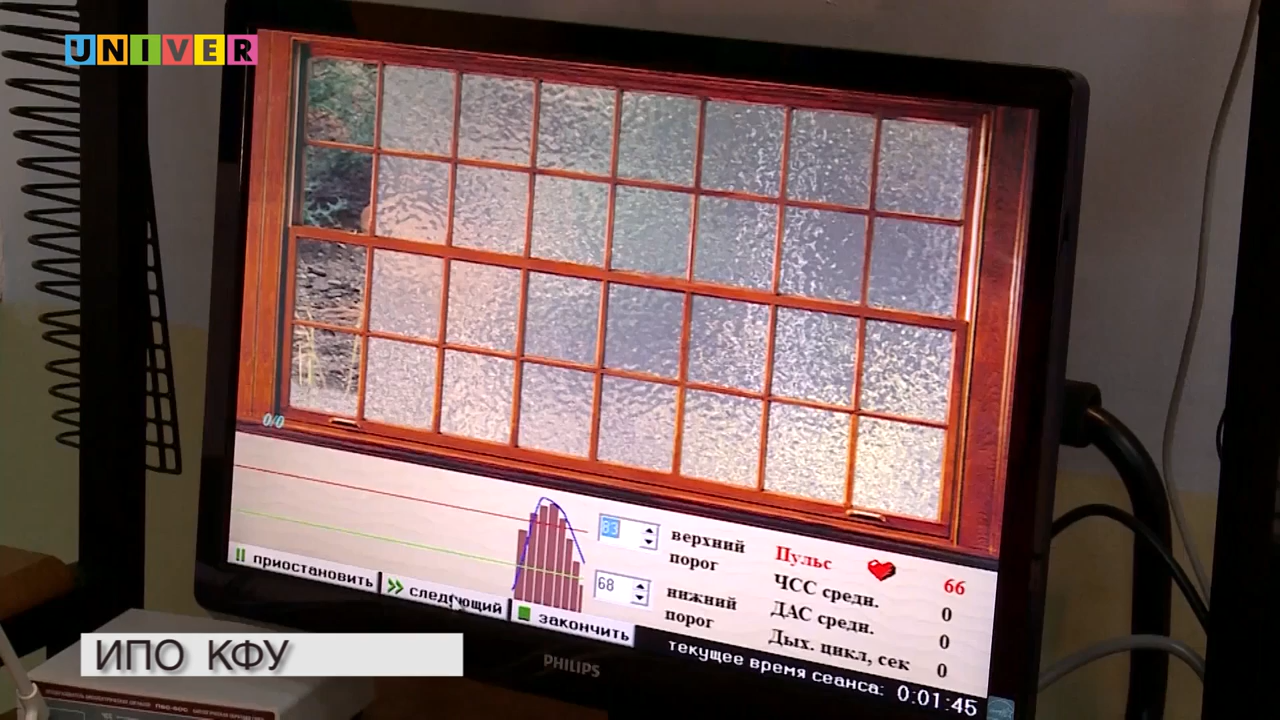 UNIVER
0/0
83
верхний
порог
68
нижний
порог
Пульс 66
ЧСС средн. 0
ДАС средн. 0
Дых. цикл, сек 0
приостановить
следующий
закончить
текущее время сеанса: 0:01:45
PHILIPS
ИПО КФУ